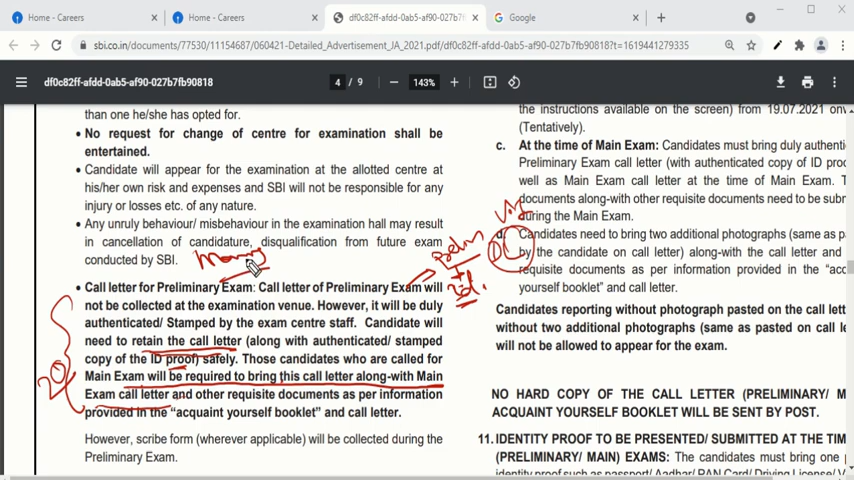 Home - Careers
Home - Careers
df0c82ff-afdd-0ab5-af90-027b7fb
Google
sbi.co.in/documents/77530/11154687/060421-Detailed_Advertisement_JA_2021.pdf/df0c82ff-afdd-0ab5-af90-027b7fb90818?t=1619441279335
df0c82ff-afdd-0ab5-af90-027b7fb90818
4 / 9
143%
than one he/she has opted for.
• No request for change of centre for examination shall be
entertained.
• Candidate will appear for the examination at the allotted centre at
his/her own risk and expenses and SBI will not be responsible for any
injury or losses etc. of any nature.
• Any unruly behaviour/ misbehaviour in the examination hall may result
in cancellation of candidature, disqualification from future exam
conducted by SBI.
Mains
• Call letter for Preliminary Exam: Call letter of Preliminary Exam will
not be collected at the examination venue. However, it will be duly
authenticated/ Stamped by the exam centre staff. Candidate will
need to retain the call letter (along with authenticated/ stamped
copy of the ID proof) safely. Those candidates who are called for
Main Exam will be required to bring this call letter along-with Main
Exam call letter and other requisite documents as per information
provided in the “acquaint yourself booklet” and call letter.
However, scribe form (wherever applicable) will be collected during the
Preliminary Exam.
Prelim
+
the instructions available on the screen) from 19.07.2021 onw
(Tentatively).
c. At the time of Main Exam: Candidates must bring duly authenti
Preliminary Exam call letter (with authenticated copy of ID proo
well as Main Exam call letter at the time of Main Exam. T
documents along-with other requisite documents need to be subm
during the Main Exam.
d. Candidates need to bring two additional photographs (same as pa
by the candidate on call letter) along-with the call letter and
requisite documents as per information provided in the “acqu
yourself booklet” and call letter.
Candidates reporting without photograph pasted on the call lette
without two additional photographs (same as pasted on call le
will not be allowed to appear for the exam.
NO HARD COPY OF THE CALL LETTER (PRELIMINARY/ M
ACQUAINT YOURSELF BOOKLET WILL BE SENT BY POST.
11. IDENTITY PROOF TO BE PRESENTED/ SUBMITTED AT THE TIM
(PRELIMINARY/ MAIN) EXAMS: The candidates must bring one
identity proof such as passport/ Aadhar/ PAN Card/ Driving License/ V